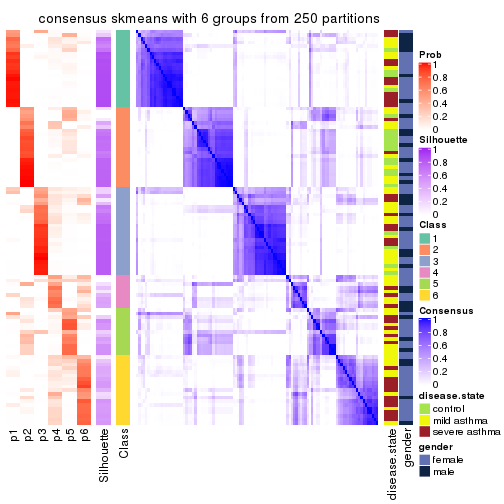 consensus skmeans with 6 groups from 250 partitions
p1
p2
p3
p4
p5
p6
Silhouette
Class
disease.state
gender
Prob
1
0.8
0.6
0.4
0.2
0
Silhouette
1
0.8
0.6
0.4
0.2
0
Class
1
2
3
4
5
6
Consensus
1
0.8
0.6
0.4
0.2
0
disease.state
control
mild asthma
severe asthma
gender
female
male